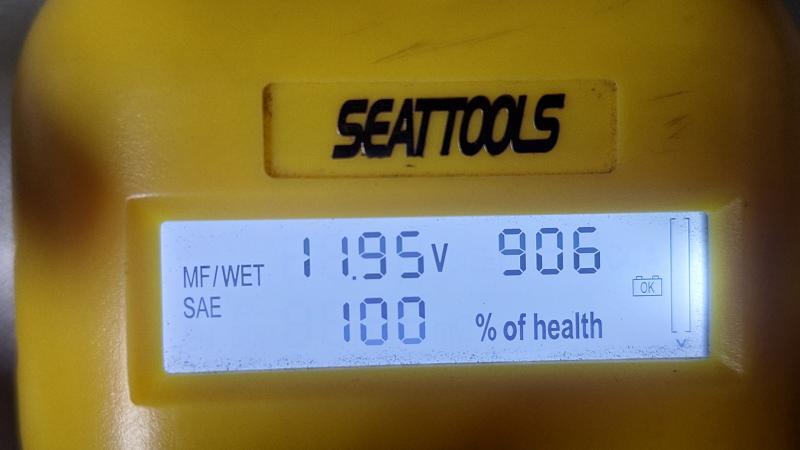 SEATTOOLS
MF/WET 11.95V 906
OK
SAE 100 % of health